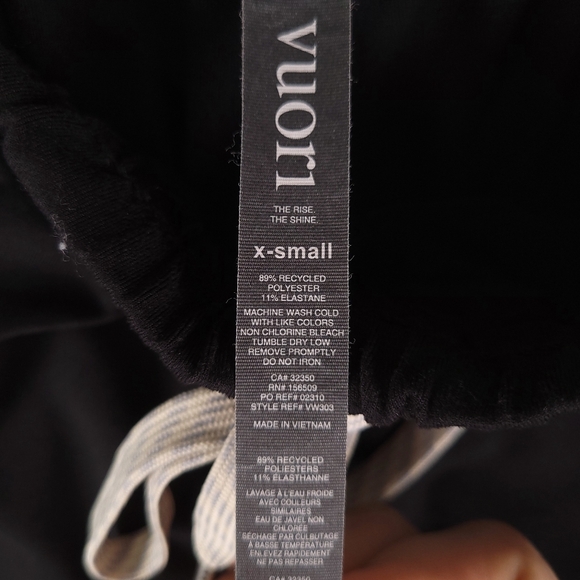 vuori
THE RISE.
THE SHINE.
x-small
89% RECYCLED
POLYESTER
11% ELASTANE
MACHINE WASH COLD
WITH LIKE COLORS
NON CHLORINE BLEACH
TUMBLE DRY LOW
REMOVE PROMPTLY
DO NOT IRON
CA# 32350
RN# 156509
PO REF# 02310
STYLE REF# VW303
MADE IN VIETNAM
89% RECYCLED
POLIESTERS
11% ELASTHANNE
LAVAGE À L'EAU FROIDE
AVEC COULEURS
SIMILAIRES
EAU DE JAVEL NON
CHLORÉE
SÉCHAGE PAR CULBUTAGE
À BASSE TEMPÉRATURE
ENLEVEZ RAPIDEMENT
NE PAS REPASSER
CA# 32350